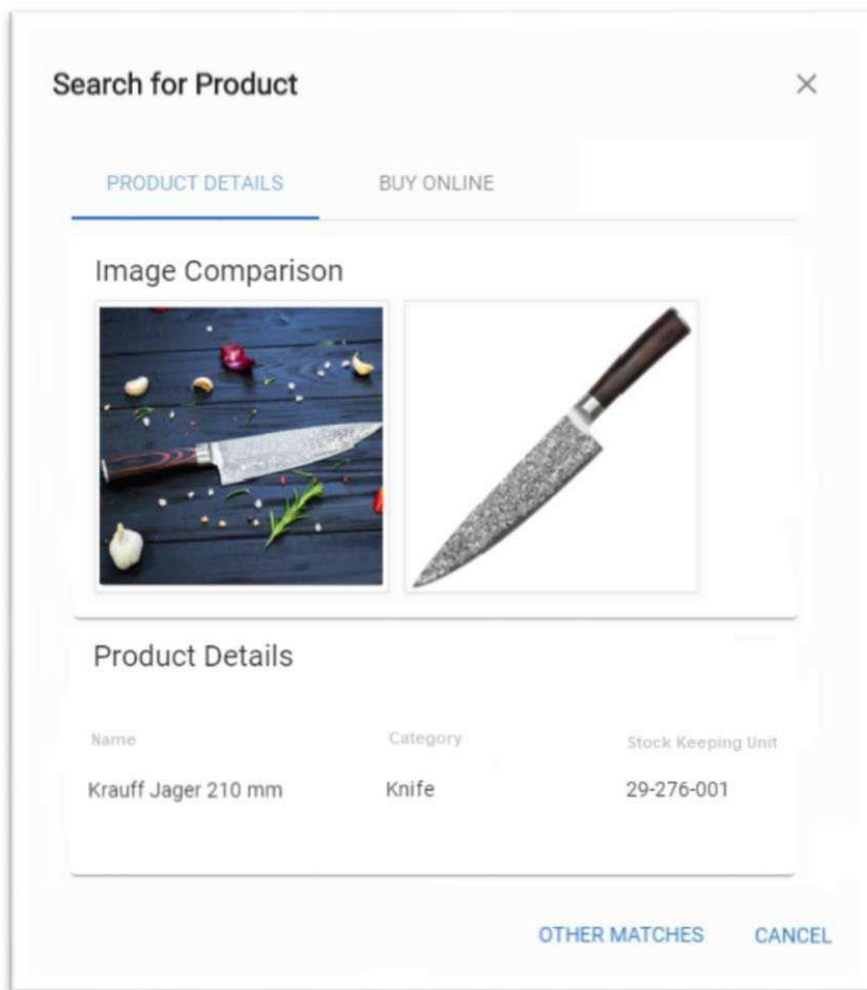 Search for Product
PRODUCT DETAILS BUY ONLINE
Image Comparison
Product Details
Name Category Stock Keeping Unit
Krauff Jager 210 mm Knife 29-276-001
OTHER MATCHES CANCEL